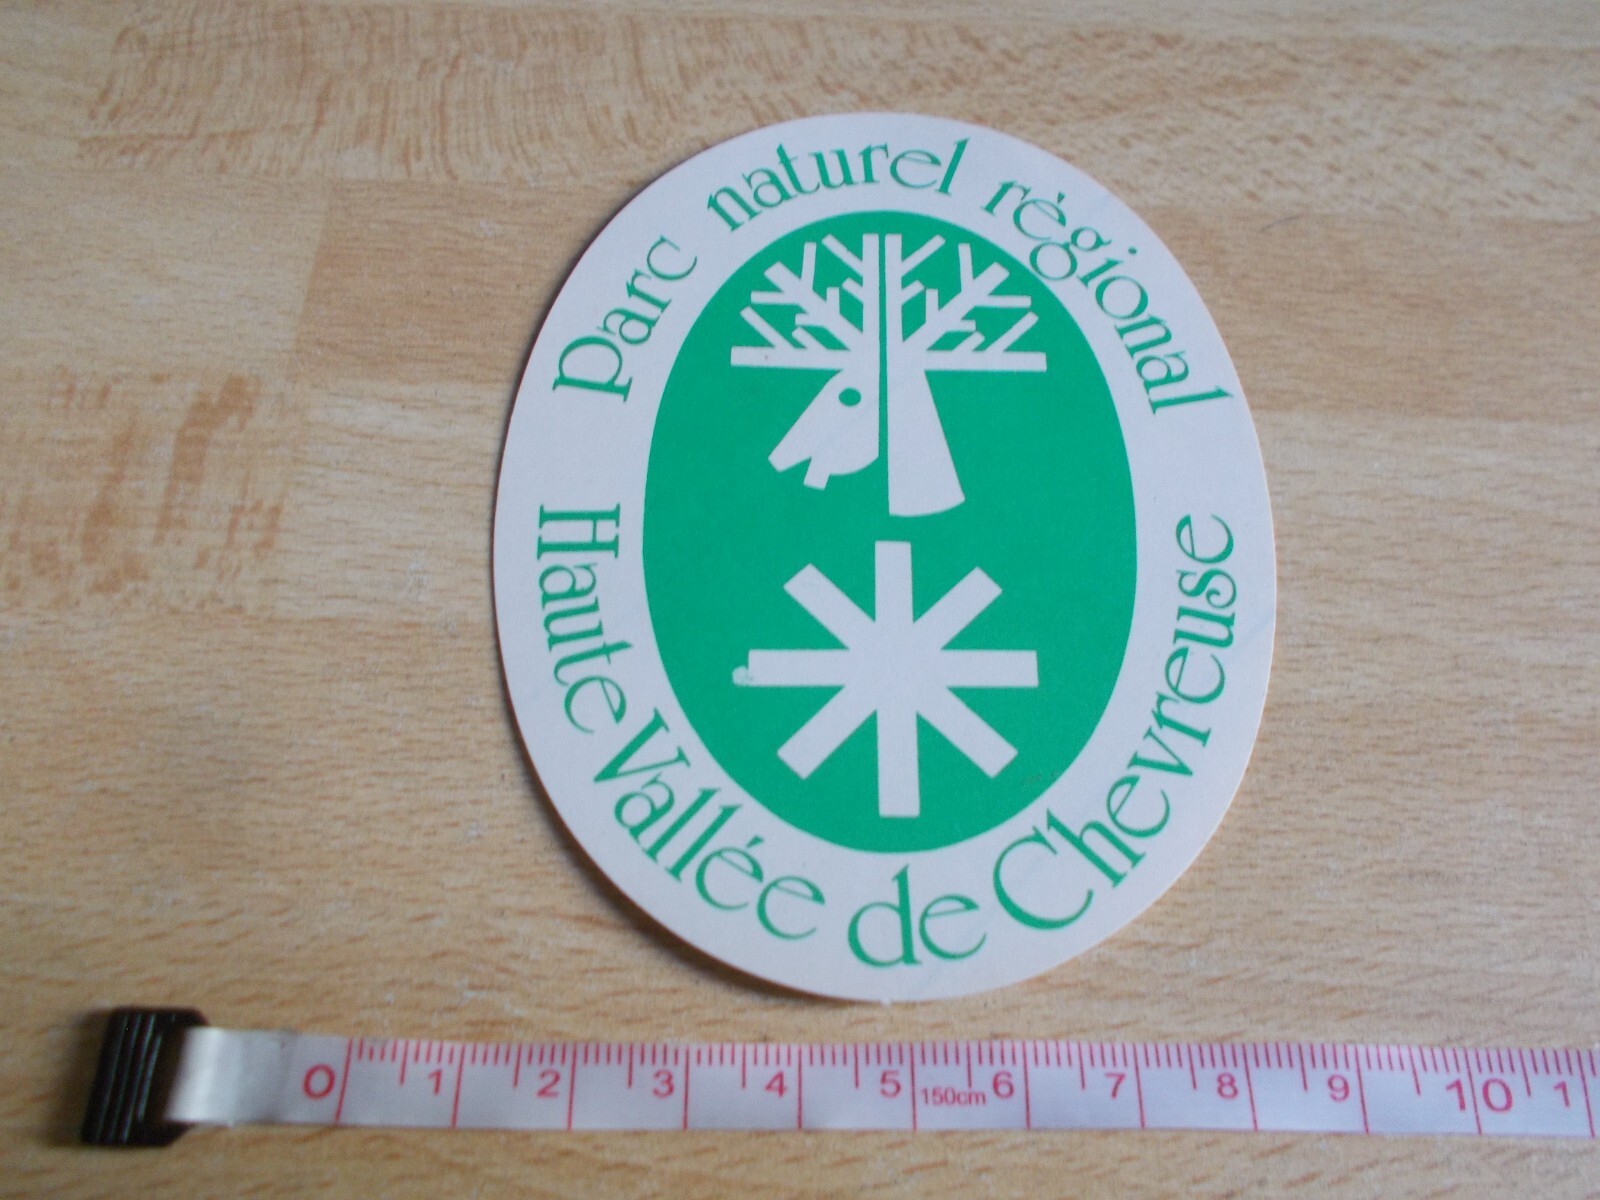 Parc naturel régional
Haute Vallée de Chevreuse
0 1 2 3 4 5 150cm 6 7 8 9 10 1